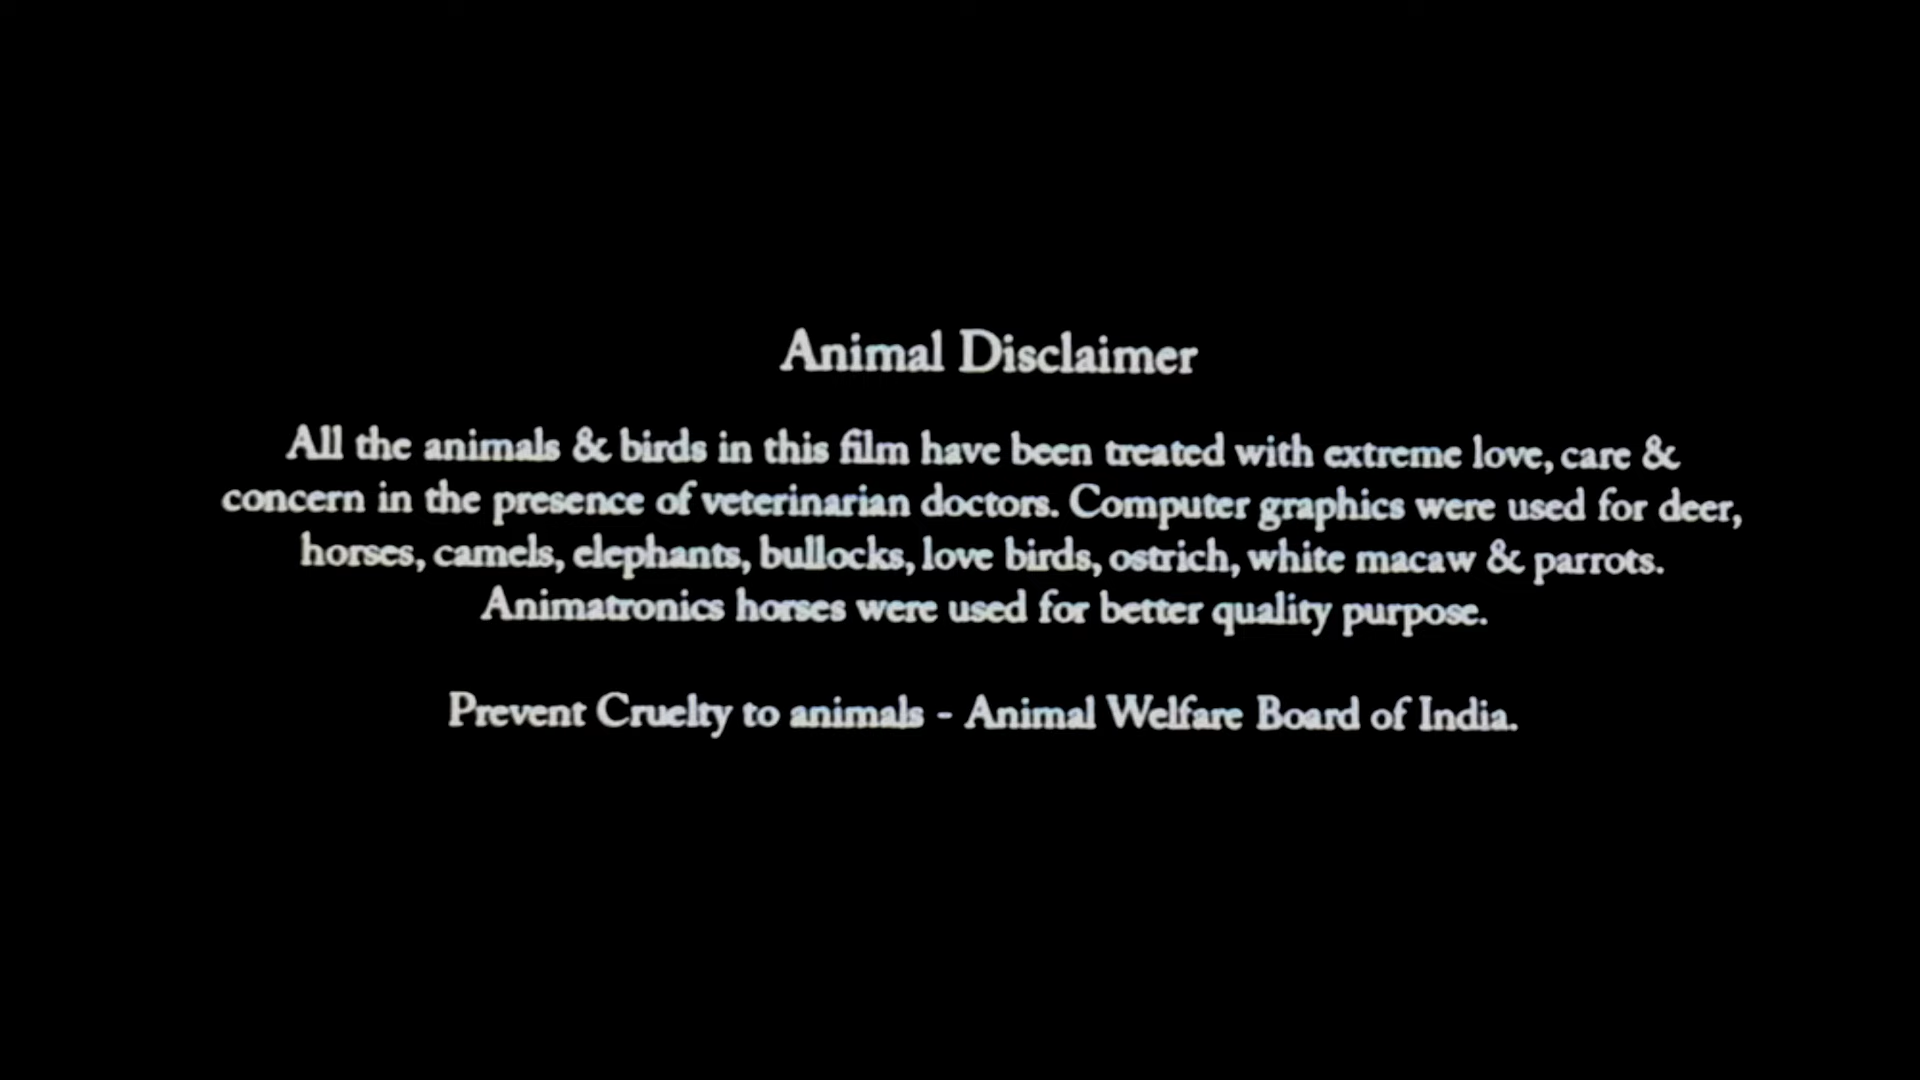 Animal Disclaimer
All the animals & birds in this film have been treated with extreme love, care &
concern in the presence of veterinarian doctors. Computer graphics were used for deer,
horses, camels, elephants, bullocks, love birds, ostrich, white macaw & parrots.
Animatronics horses were used for better quality purpose.
Prevent Cruelty to animals - Animal Welfare Board of India.